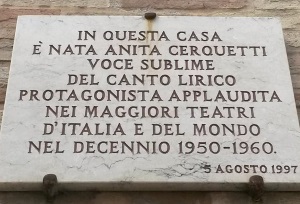 IN QUESTA CASA
È NATA ANITA CERQUETTI
VOCE SUBLIME
DEL CANTO LIRICO
PROTAGONISTA APPLAUDITA
NEI MAGGIORI TEATRI
D'ITALIA E DEL MONDO
NEL DECENNIO 1950-1960.
5 AGOSTO 1997